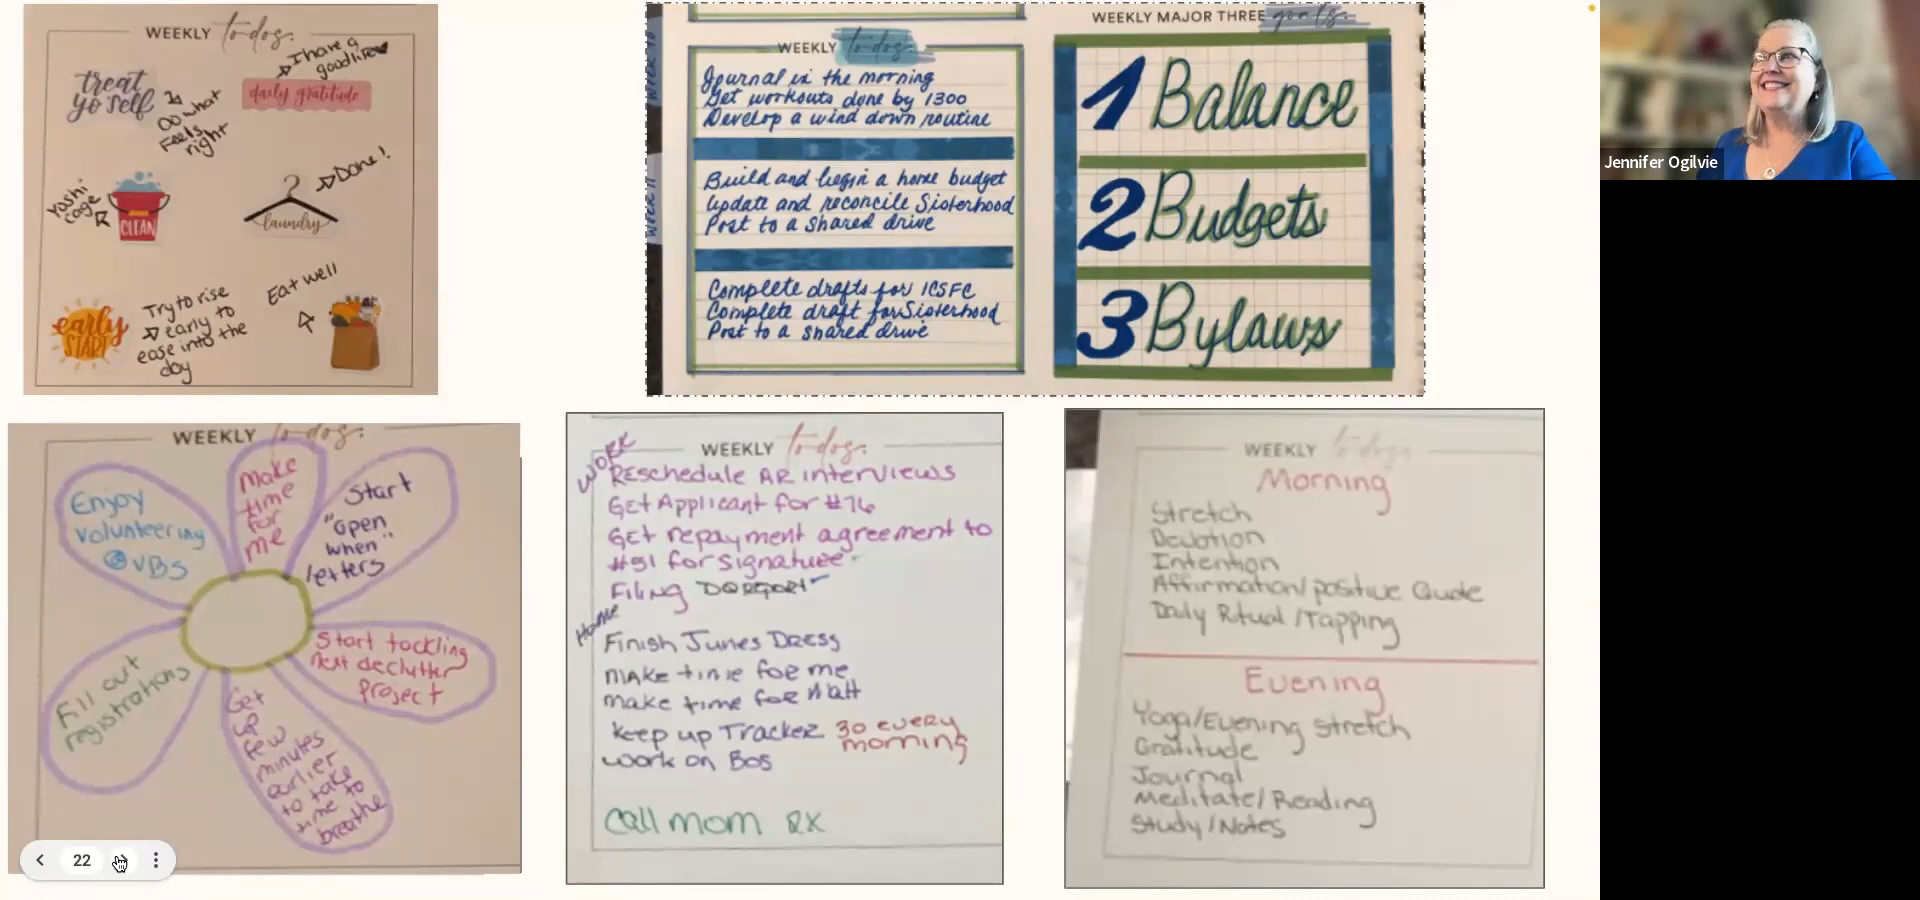 WEEKLY to dos.
I have a
good life
treat
yo' self
daily gratitude
Do what
Feels
right
Yoshi
cage
CLEAN
Done!
laundry
early
START
Try to rise
early to
ease into the
day
Eat well
WEEKLY to dos.
Journal in the morning
Get workouts done by 1300
Develop a wind down routine
Build and begin a home budget
Update and reconcile Sisterhood
Post to a shared drive
Complete drafts for ICSFC
Complete draft for Sisterhood
Post to a shared drive
WEEKLY MAJOR THREE goals.
1 Balance
2 Budgets
3 Bylaws
Jennifer Ogilvie
WEEKLY to dos.
Enjoy
Volunteering
@ VBS
Make
time
for
me
Start
"open
when"
letters
Start tackling
next declutter
Project
Get
up
few
minutes
earlier
to take
time to
breathe
Fill out
registrations
22
WEEKLY to dos.
WORK
Reschedule AR interviews
Get Applicant for #76
Get repayment agreement to
#91 for signature
Filing
Home
Finish Junes Dress
make time for me
make time for Matt
keep up Tracker 30 every
morning
work on Bos
Call mom RX
WEEKLY to dos
Morning
Stretch
Devotion
Intention
Affirmation/positive Quote
Daily Ritual/Tapping
Evening
Yoga/Evening stretch
Gratitude
Journal
Meditate/Reading
Study/Notes